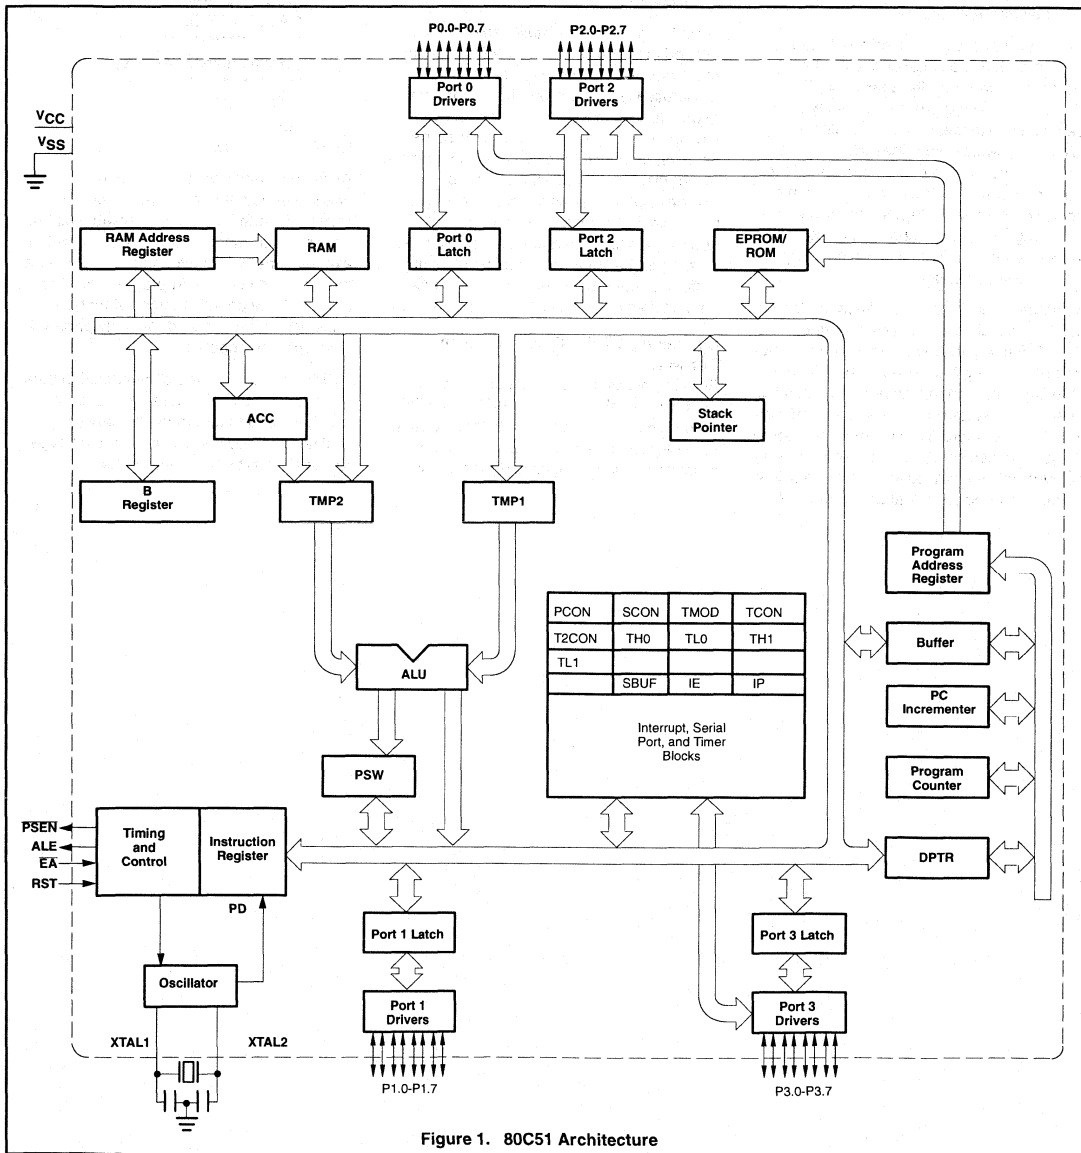 P0.0-P0.7
P2.0-P2.7
Port 0
Drivers
Port 2
Drivers
VCC
VSS
RAM Address
Register
RAM
Port 0
Latch
Port 2
Latch
EPROM/
ROM
ACC
Stack
Pointer
B
Register
TMP2
TMP1
Program
Address
Register
PCON SCON TMOD TCON
T2CON TH0 TL0 TH1
TL1
SBUF IE IP
Interrupt, Serial
Port, and Timer
Blocks
Buffer
ALU
PC
Incrementer
PSW
Program
Counter
PSEN
ALE
EA
RST
Timing
and
Control
Instruction
Register
DPTR
PD
Port 1 Latch
Port 3 Latch
Oscillator
Port 1
Drivers
Port 3
Drivers
XTAL1
XTAL2
P1.0-P1.7
P3.0-P3.7
Figure 1. 80C51 Architecture